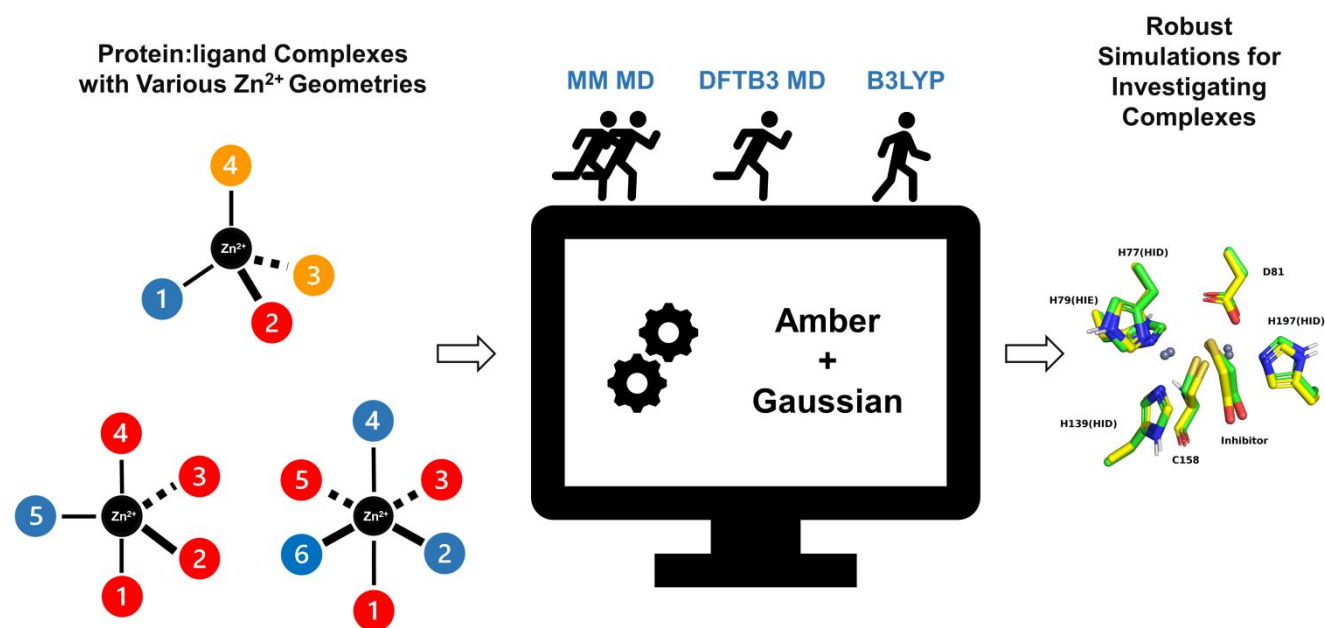 Protein:ligand Complexes
with Various Zn²⁺ Geometries
4
Zn²⁺
1
3
2
4
3
5
Zn²⁺
2
1
4
5
3
Zn²⁺
6
2
1
MM MD
DFTB3 MD
B3LYP
Amber
+
Gaussian
Robust
Simulations for
Investigating
Complexes
H77(HID)
D81
H79(HIE)
H197(HID)
H139(HID)
Inhibitor
C158